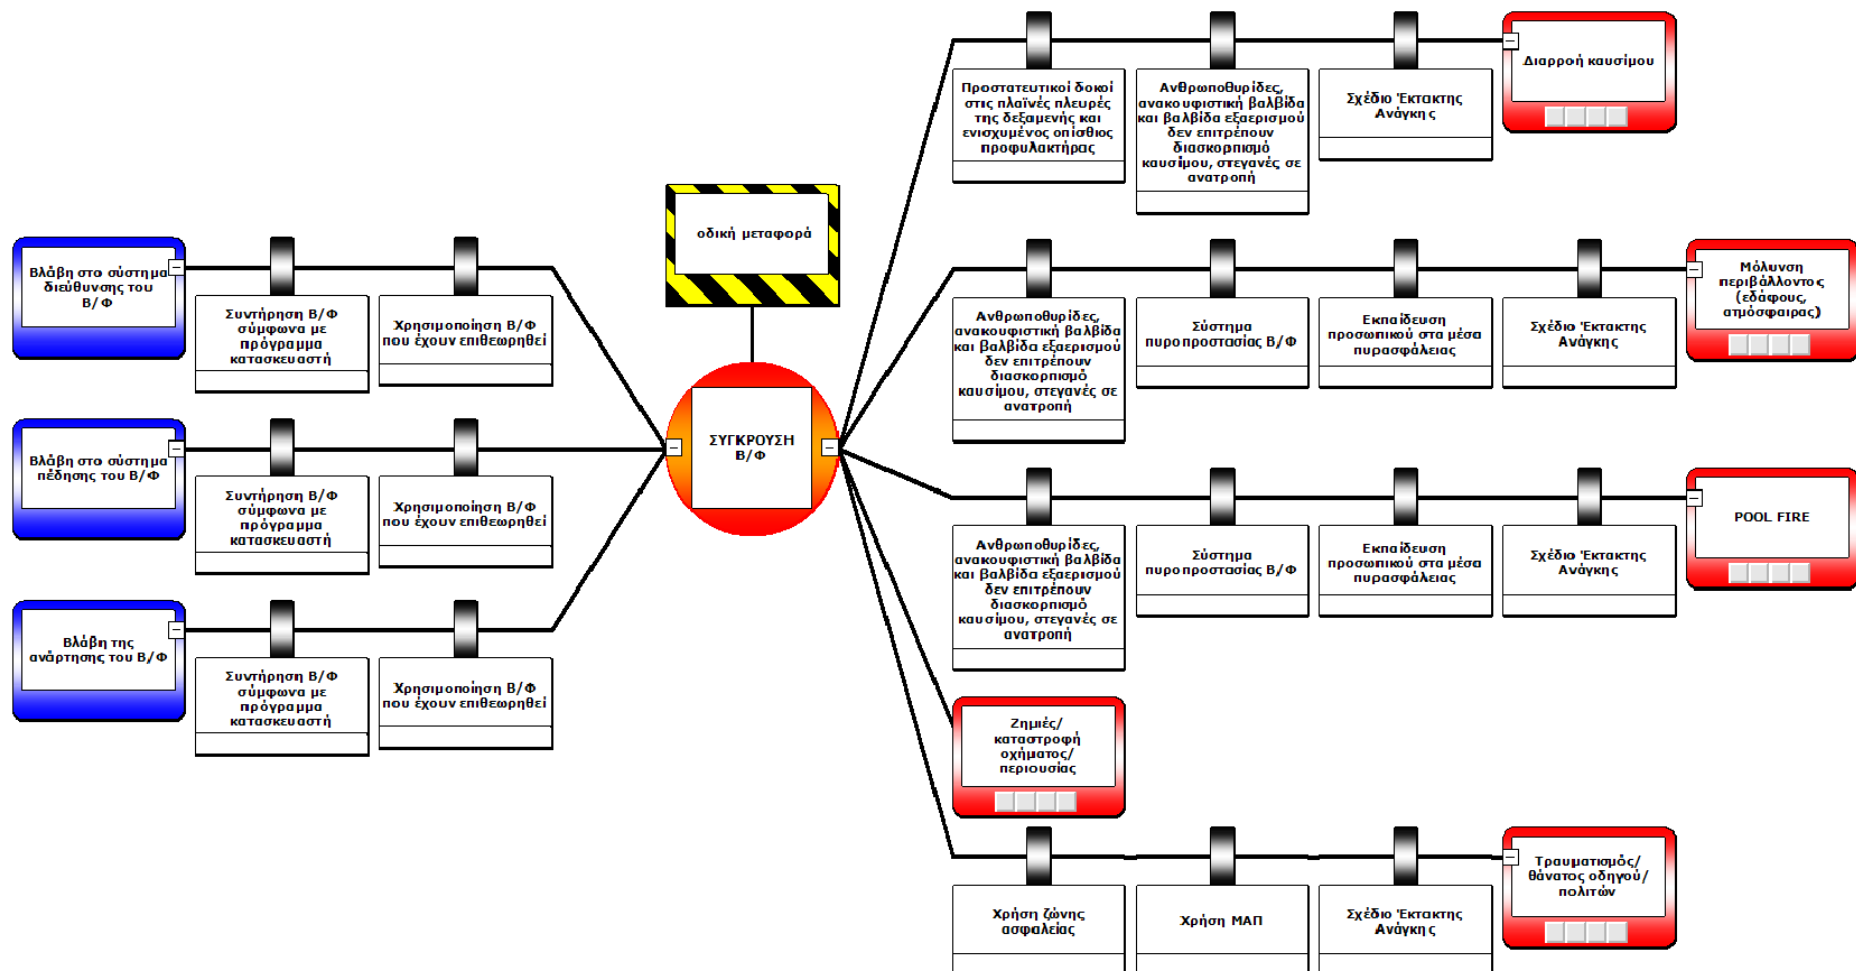 Προστατευτικοί δοκοί
στις πλαϊνές πλευρές
της δεξαμενής και
ενισχυμένος οπίσθιος
προφυλακτήρας
Ανθρωποθυρίδες,
ανακουφιστική βαλβίδα
και βαλβίδα εξαερισμού
δεν επιτρέπουν
διασκορπισμό
καυσίμου, στεγανές σε
ανατροπή
Σχέδιο Έκτακτης
Ανάγκης
Διαρροή καυσίμου
οδική μεταφορά
Βλάβη στο σύστημα
διεύθυνσης του
Β/Φ
Συντήρηση Β/Φ
σύμφωνα με
πρόγραμμα
κατασκευαστή
Χρησιμοποίηση Β/Φ
που έχουν επιθεωρηθεί
Ανθρωποθυρίδες,
ανακουφιστική βαλβίδα
και βαλβίδα εξαερισμού
δεν επιτρέπουν
διασκορπισμό
καυσίμου, στεγανές σε
ανατροπή
Σύστημα
πυροπροστασίας Β/Φ
Εκπαίδευση
προσωπικού στα μέσα
πυρασφάλειας
Σχέδιο Έκτακτης
Ανάγκης
Μόλυνση
περιβάλλοντος
(εδάφους,
ατμόσφαιρας)
Βλάβη στο σύστημα
πέδησης του Β/Φ
Συντήρηση Β/Φ
σύμφωνα με
πρόγραμμα
κατασκευαστή
Χρησιμοποίηση Β/Φ
που έχουν επιθεωρηθεί
ΣΥΓΚΡΟΥΣΗ
Β/Φ
Ανθρωποθυρίδες,
ανακουφιστική βαλβίδα
και βαλβίδα εξαερισμού
δεν επιτρέπουν
διασκορπισμό
καυσίμου, στεγανές σε
ανατροπή
Σύστημα
πυροπροστασίας Β/Φ
Εκπαίδευση
προσωπικού στα μέσα
πυρασφάλειας
Σχέδιο Έκτακτης
Ανάγκης
POOL FIRE
Βλάβη της
ανάρτησης του Β/Φ
Συντήρηση Β/Φ
σύμφωνα με
πρόγραμμα
κατασκευαστή
Χρησιμοποίηση Β/Φ
που έχουν επιθεωρηθεί
Ζημιές/
καταστροφή
οχήματος/
περιουσίας
Χρήση ζώνης
ασφαλείας
Χρήση ΜΑΠ
Σχέδιο Έκτακτης
Ανάγκης
Τραυματισμός/
θάνατος οδηγού/
πολιτών